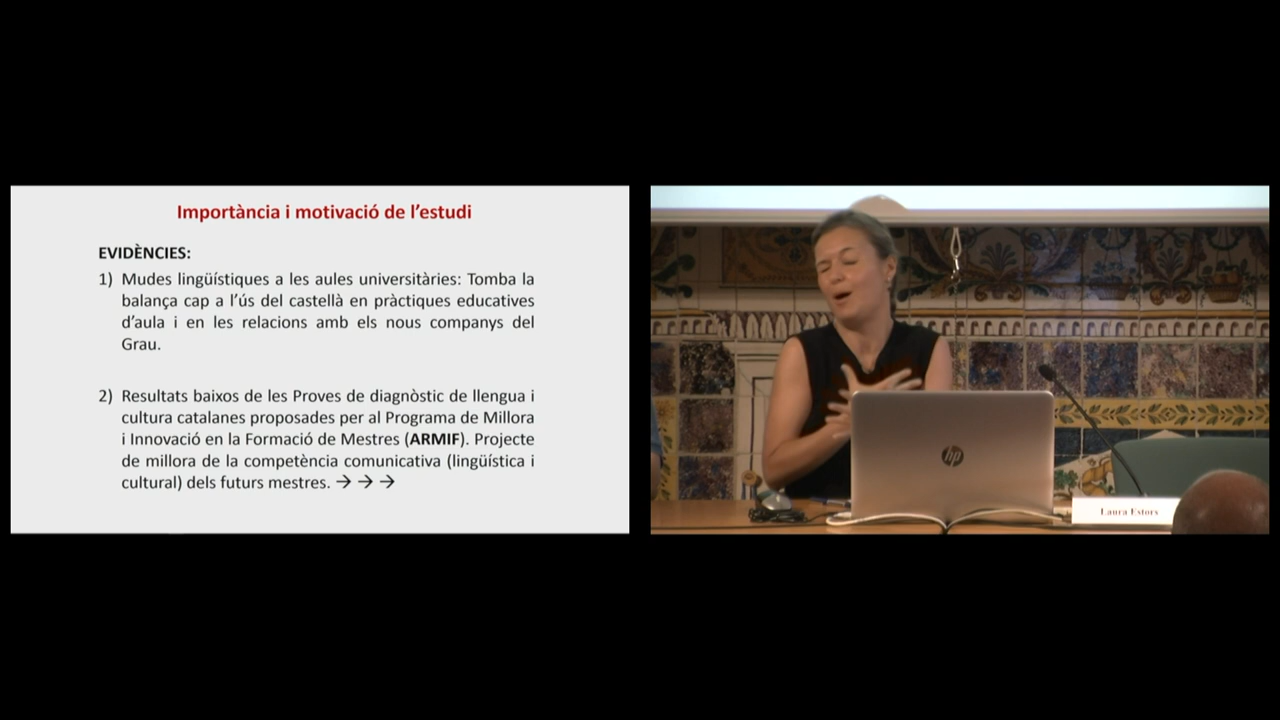 Importància i motivació de l'estudi
EVIDÈNCIES:
1) Mudes lingüístiques a les aules universitàries: Tomba la
balança cap a l'ús del castellà en pràctiques educatives
d'aula i en les relacions amb els nous companys del
Grau.
2) Resultats baixos de les Proves de diagnòstic de llengua i
cultura catalanes proposades per al Programa de Millora
i Innovació en la Formació de Mestres (ARMIF). Projecte
de millora de la competència comunicativa (lingüística i
cultural) dels futurs mestres. → → →
hp
Laura Estors